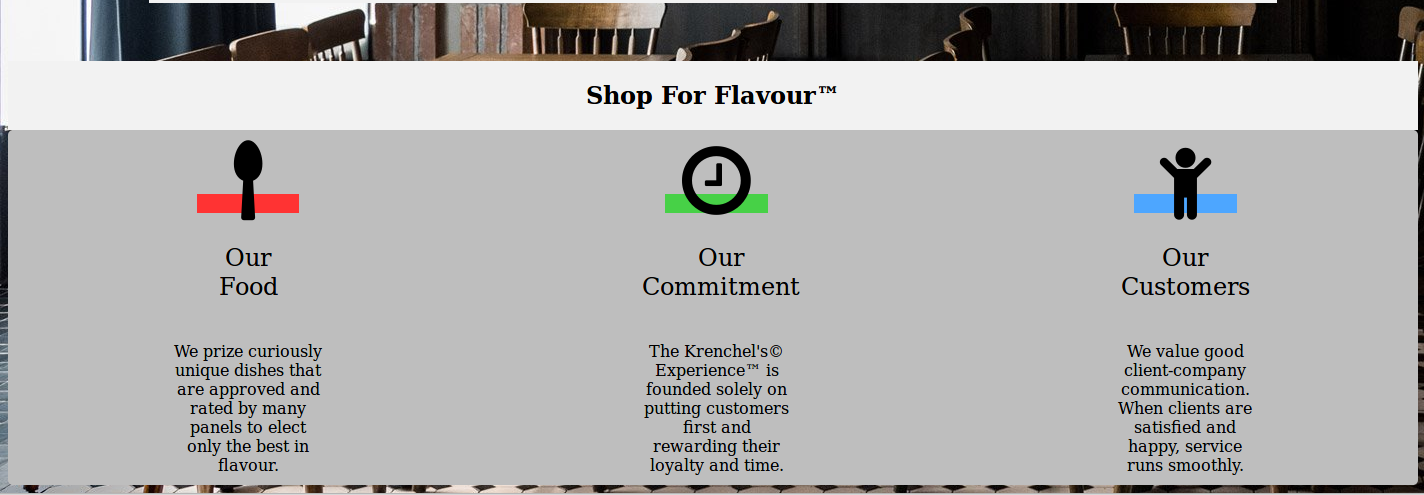 Shop For Flavour™
Our
Food
We prize curiously
unique dishes that
are approved and
rated by many
panels to elect
only the best in
flavour.
Our
Commitment
The Krenchel's©
Experience™ is
founded solely on
putting customers
first and
rewarding their
loyalty and time.
Our
Customers
We value good
client-company
communication.
When clients are
satisfied and
happy, service
runs smoothly.